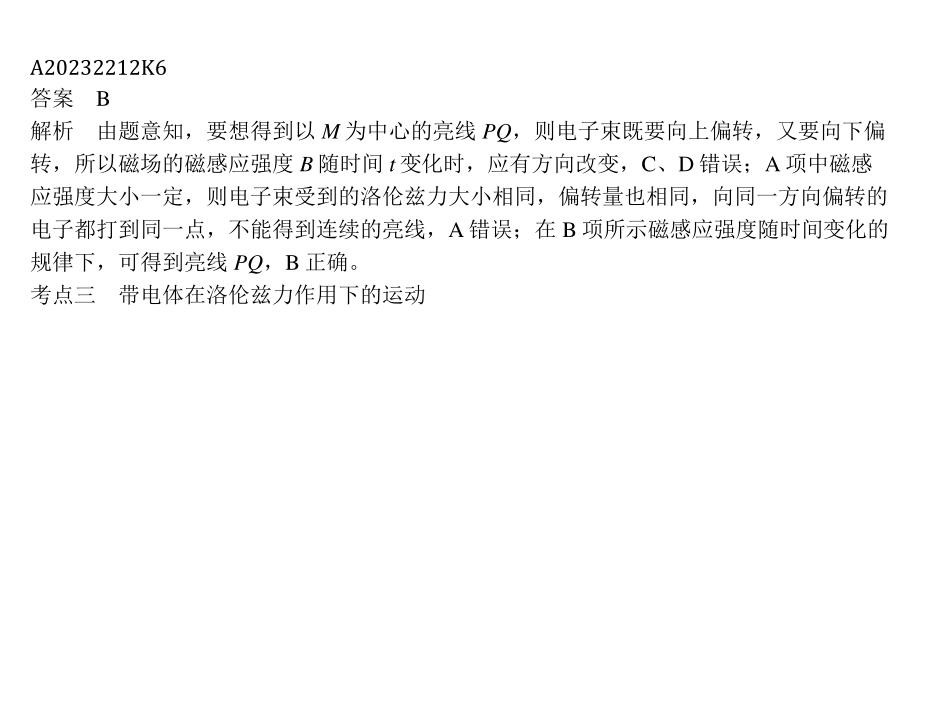 A20232212K6
答案　B
解析　由题意知，要想得到以 M 为中心的亮线 PQ，则电子束既要向上偏转，又要向下偏
转，所以磁场的磁感应强度 B 随时间 t 变化时，应有方向改变，C、D 错误；A 项中磁感
应强度大小一定，则电子束受到的洛伦兹力大小相同，偏转量也相同，向同一方向偏转的
电子都打到同一点，不能得到连续的亮线，A 错误；在 B 项所示磁感应强度随时间变化的
规律下，可得到亮线 PQ，B 正确。
考点三　带电体在洛伦兹力作用下的运动